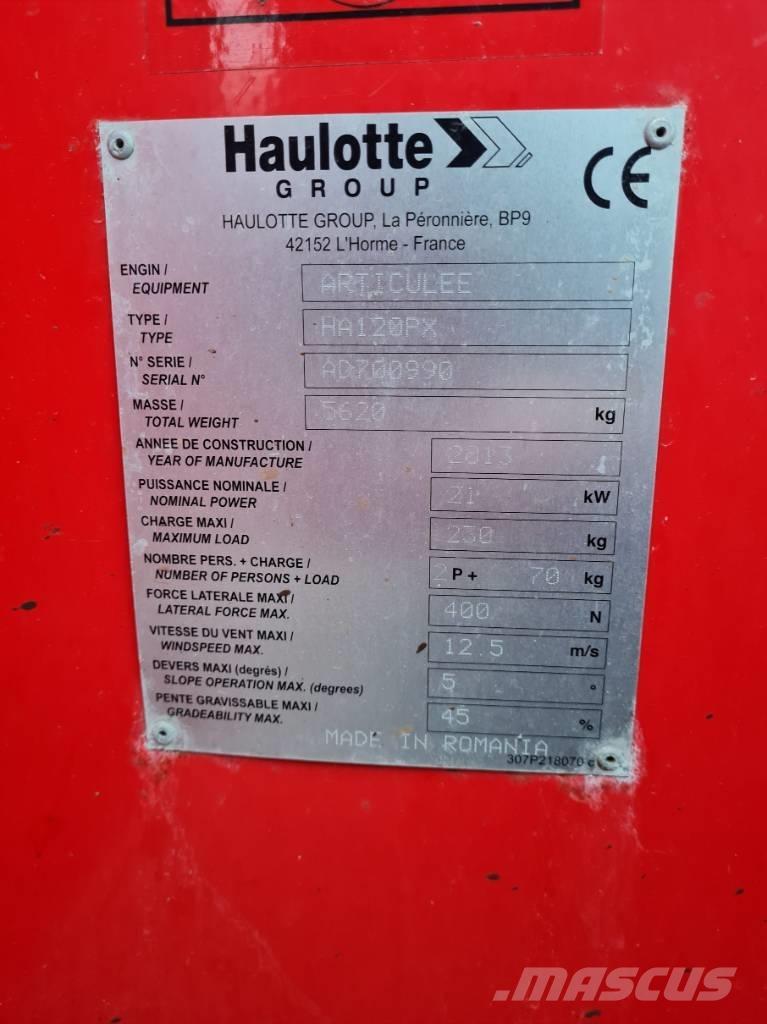 Haulotte
GROUP
CE
HAULOTTE GROUP, La Péronnière, BP9
42152 L'Horme - France
ENGIN /
EQUIPMENT
ARTICULEE
TYPE /
TYPE
HA120PX
N° SERIE /
SERIAL N°
AD700990
MASSE /
TOTAL WEIGHT
5620 kg
ANNEE DE CONSTRUCTION /
YEAR OF MANUFACTURE
2013
PUISSANCE NOMINALE /
NOMINAL POWER
21 kW
CHARGE MAXI /
MAXIMUM LOAD
230 kg
NOMBRE PERS. + CHARGE /
NUMBER OF PERSONS + LOAD
2 P + 70 kg
FORCE LATERALE MAXI /
LATERAL FORCE MAX.
400 N
VITESSE DU VENT MAXI /
WINDSPEED MAX.
12.5 m/s
DEVERS MAXI (degrés) /
SLOPE OPERATION MAX. (degrees)
5 °
PENTE GRAVISSABLE MAXI /
GRADEABILITY MAX.
45 %
MADE IN ROMANIA
307P218070
MASCUS